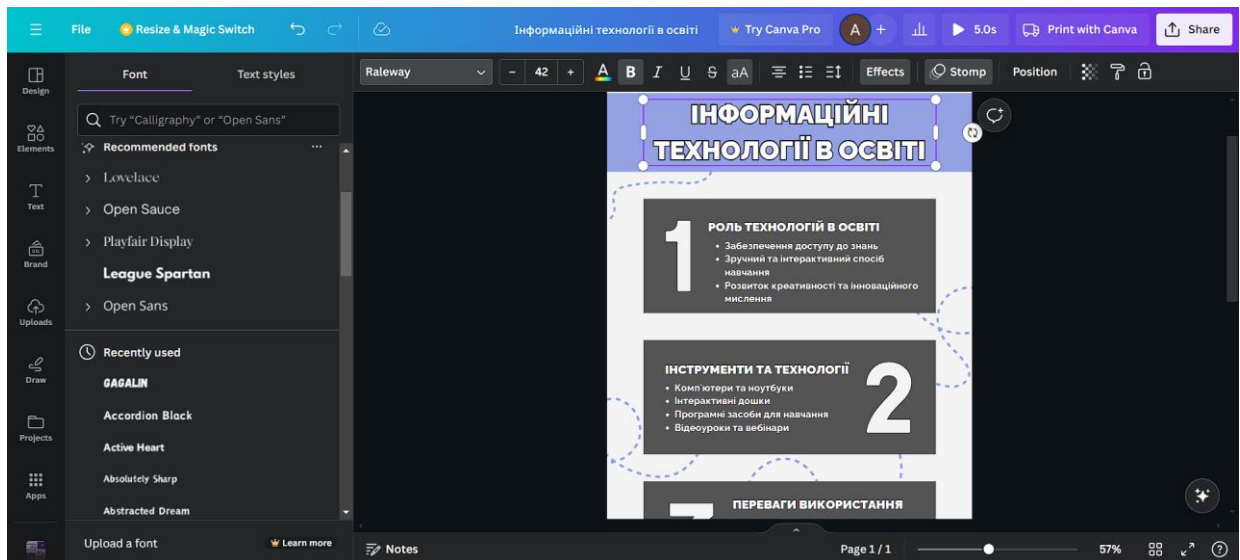 File
Resize & Magic Switch
Інформаційні технології в освіті
Try Canva Pro
A
+
5.0s
Print with Canva
Share
Design
Elements
Text
Brand
Uploads
Draw
Projects
Apps
Font
Text styles
Try “Calligraphy” or “Open Sans”
Recommended fonts
Lovelace
Open Sauce
Playfair Display
League Spartan
Open Sans
Recently used
GAGALIN
Accordion Black
Active Heart
Absolutely Sharp
Abstracted Dream
Upload a font
Learn more
Raleway
- 42 +
A B I U S aA
Effects
Stomp
Position
ІНФОРМАЦІЙНІ
ТЕХНОЛОГІЇ В ОСВІТІ
1
РОЛЬ ТЕХНОЛОГІЙ В ОСВІТІ
• Забезпечення доступу до знань
• Зручний та інтерактивний спосіб
навчання
• Розвиток креативності та інноваційного
мислення
ІНСТРУМЕНТИ ТА ТЕХНОЛОГІЇ
• Комп'ютери та ноутбуки
• Інтерактивні дошки
• Програмні засоби для навчання
• Відеоуроки та вебінари
2
3
ПЕРЕВАГИ ВИКОРИСТАННЯ
Notes
Page 1 / 1
57%